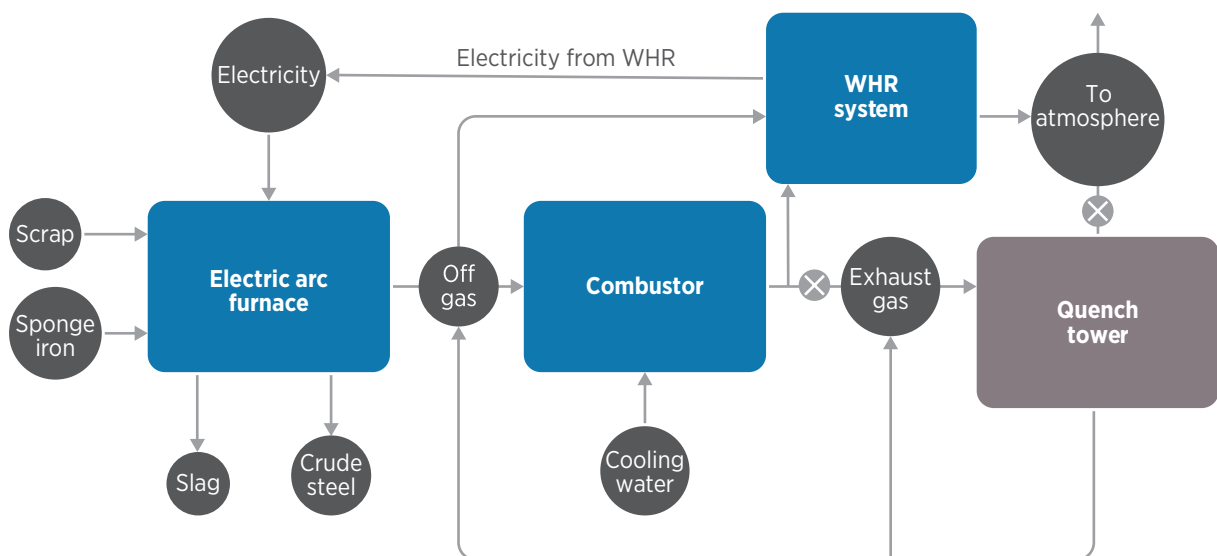 Electricity
Electricity from WHR
WHR
system
To
atmosphere
Scrap
Sponge
iron
Electric arc
furnace
Off
gas
Combustor
Exhaust
gas
Quench
tower
Slag
Crude
steel
Cooling
water